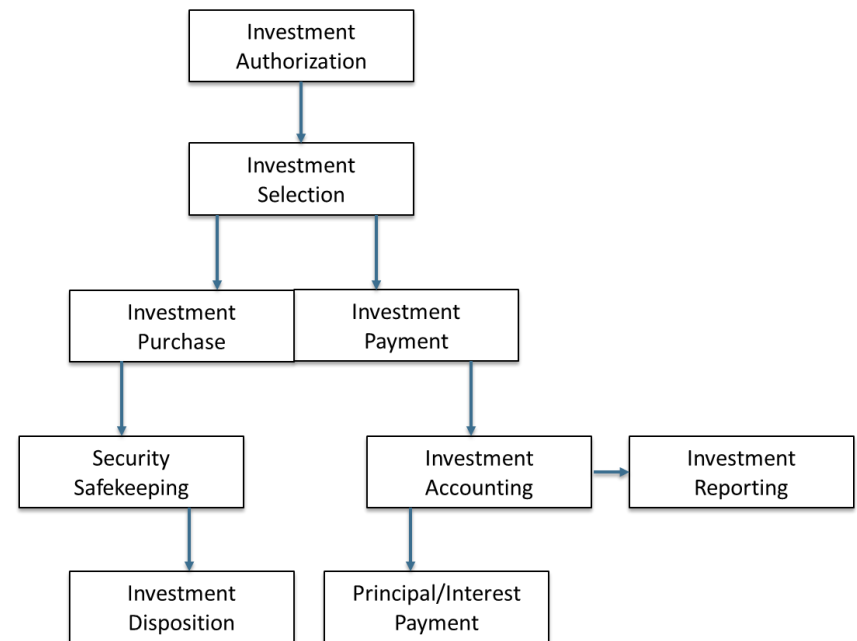 Investment
Authorization
Investment
Selection
Investment
Purchase
Investment
Payment
Security
Safekeeping
Investment
Accounting
Investment
Reporting
Investment
Disposition
Principal/Interest
Payment